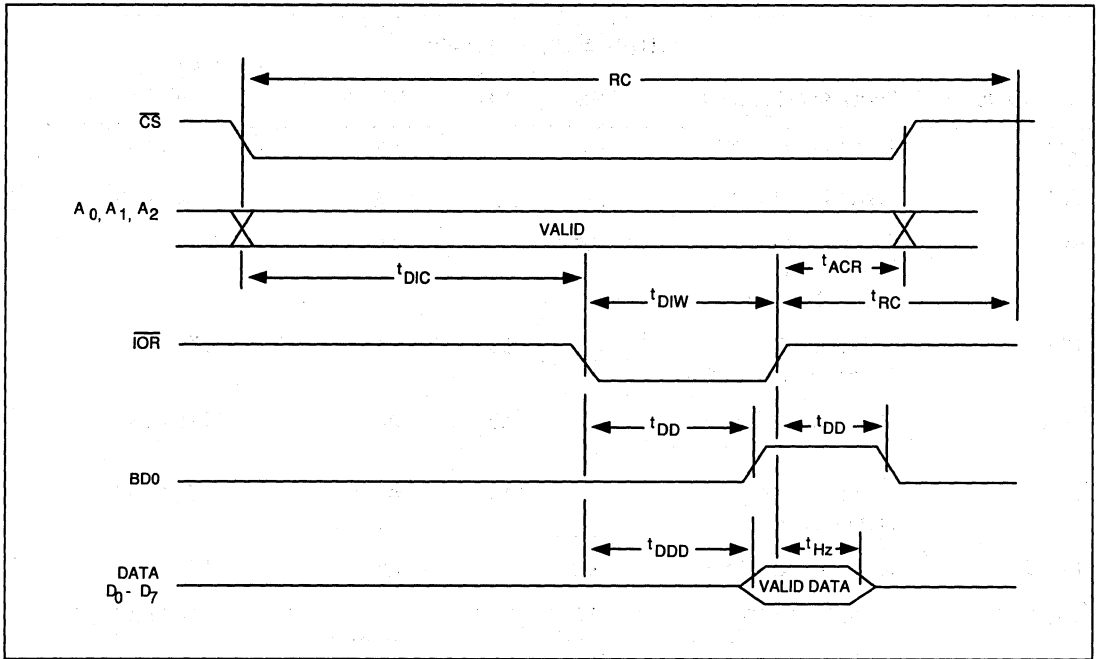 RC
CS
A0, A1, A2
VALID
tDIC
tACR
tDIW
tRC
IOR
tDD
tDD
BD0
tDDD
tHz
DATA
D0- D7
VALID DATA